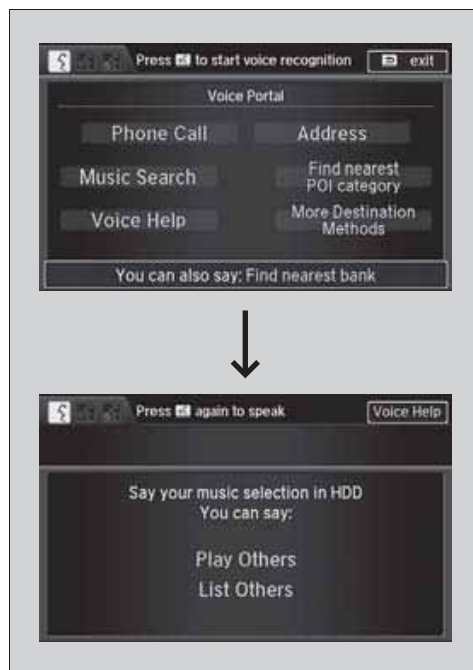 Press to start voice recognition exit
Voice Portal
Phone Call Address
Music Search Find nearest
POI category
Voice Help More Destination
Methods
You can also say: Find nearest bank
Press again to speak Voice Help
Say your music selection in HDD
You can say:
Play Others
List Others